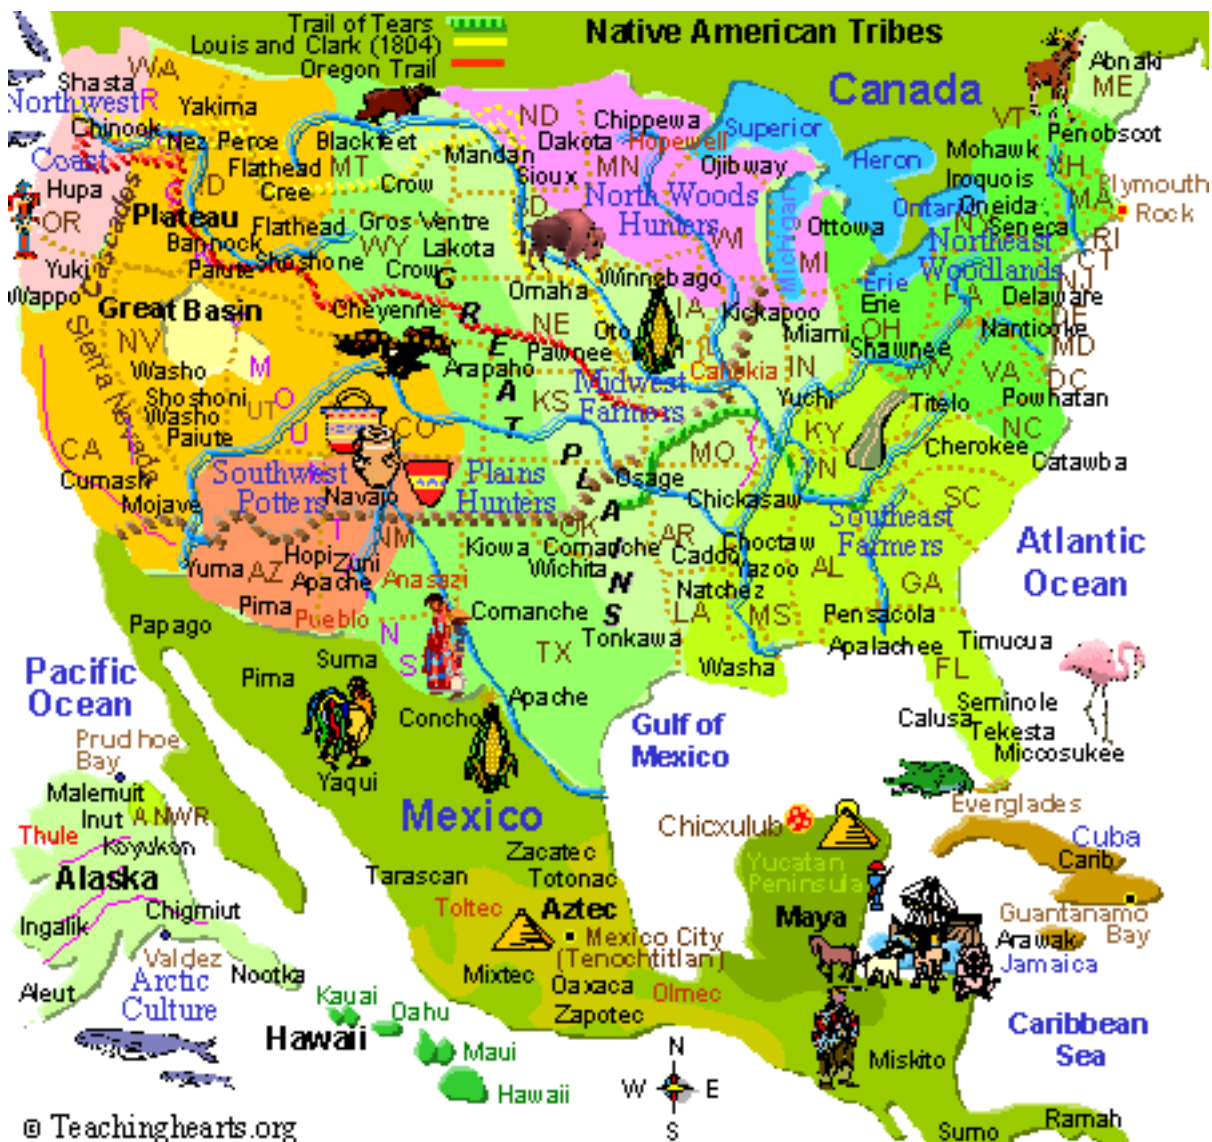 Trail of Tears
Louis and Clark (1804)
Oregon Trail
Native American Tribes
Canada
Abnaki
ME
VT
Penobscot
NH
MA
Plymouth
Rock
RI
CT
NJ
DE
MD
DC
Shasta
WA
Northwest
Coast
Chinook
Yakima
Nez Perce
Flathead
Cree
Hupa
OR
Cascades
Plateau
ID
Yuki
Wappo
Bannock
Paiute
Shoshone
Flathead
Blackfeet
MT
Crow
Gros Ventre
WY
Lakota
Crow
Cheyenne
Mandan
ND
Dakota
Sioux
SD
Chippewa
Hopewell
MN
Ojibway
North Woods
Hunters
WI
Superior
Heron
Michigan
MI
Ottowa
Mohawk
Iroquois
Ontario
Oneida
NY
Seneca
Northeast
Woodlands
Erie
Erie
PA
Delaware
Nanticoke
OH
Shawnee
WV
VA
Powhatan
Titelo
NC
Cherokee
Catawba
Great Basin
Sierra Nevada
NV
Washo
Shoshoni
Washo
Paiute
UT
CA
Cumash
Mojave
M
O
U
N
T
S
Arapaho
CO
GREAT
PLAINS
Omaha
NE
Oto
Pawnee
Winnebago
IA
Kickapoo
Miami
IL
IN
Cahokia
Midwest
Farmers
KS
MO
Osage
Yuchi
KY
TN
Chickasaw
Southwest
Potters
Navajo
Plains
Hunters
Hopi
Zuni
Apache
Yuma
AZ
Pima
Pueblo
NM
Anasazi
Kiowa
OK
Comanche
Wichita
Comanche
Tonkawa
TX
Apache
AR
Caddo
Natchez
LA
Choctaw
Yazoo
MS
AL
Southeast
Farmers
SC
GA
Pensacola
Apalachee
Washa
Timucua
FL
Seminole
Calusa
Tekesta
Miccosukee
Everglades
Atlantic
Ocean
Gulf of
Mexico
Pacific
Ocean
Papago
Pima
Suma
Concho
Yaqui
Mexico
Prudhoe
Bay
Malemuit
Inut
ANWR
Thule
Koyukon
Alaska
Ingalik
Chigmiut
Valdez
Nootka
Aleut
Arctic
Culture
Zacatec
Totonac
Tarascan
Toltec
Aztec
Mexico City
(Tenochtitlan)
Mixtec
Oaxaca
Zapotec
Olmec
Chicxulub
Yucatan
Peninsula
Maya
Cuba
Carib
Guantanamo
Bay
Arawak
Jamaica
Caribbean
Sea
Miskito
Sumo
Ramah
Kauai
Oahu
Maui
Hawaii
Hawaii
N
W
E
S
© Teachinghearts.org